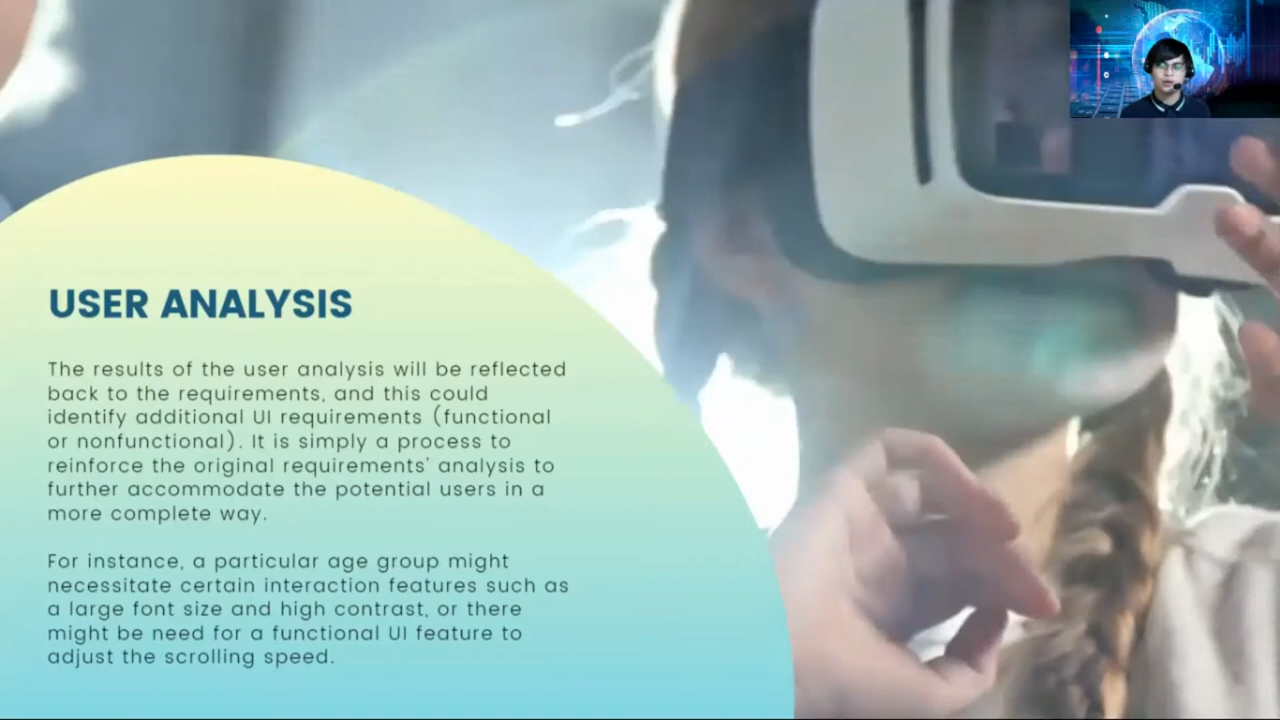 USER ANALYSIS
The results of the user analysis will be reflected
back to the requirements, and this could
identify additional UI requirements (functional
or nonfunctional). It is simply a process to
reinforce the original requirements' analysis to
further accommodate the potential users in a
more complete way.
For instance, a particular age group might
necessitate certain interaction features such as
a large font size and high contrast, or there
might be need for a functional UI feature to
adjust the scrolling speed.